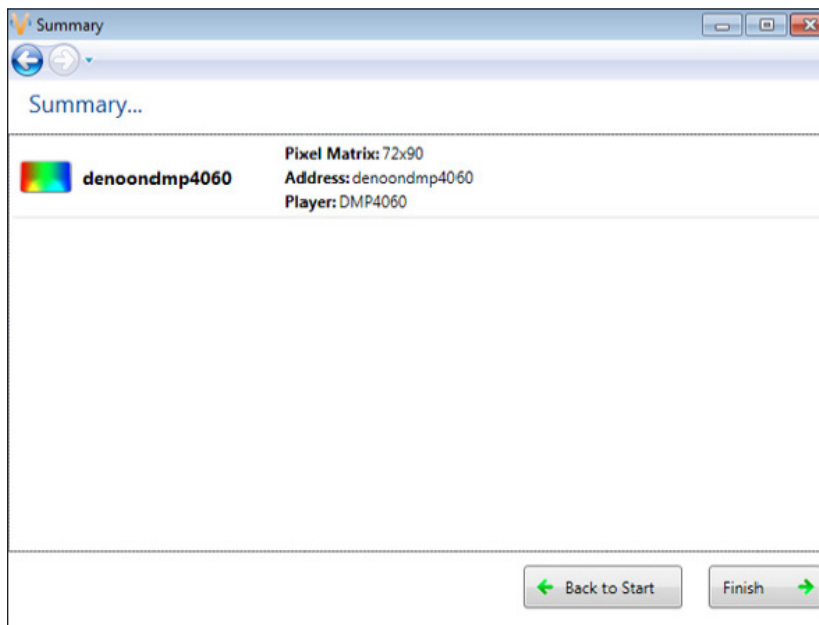 Summary
Summary...
denoondmp4060
Pixel Matrix: 72x90
Address: denoondmp4060
Player: DMP4060
Back to Start
Finish